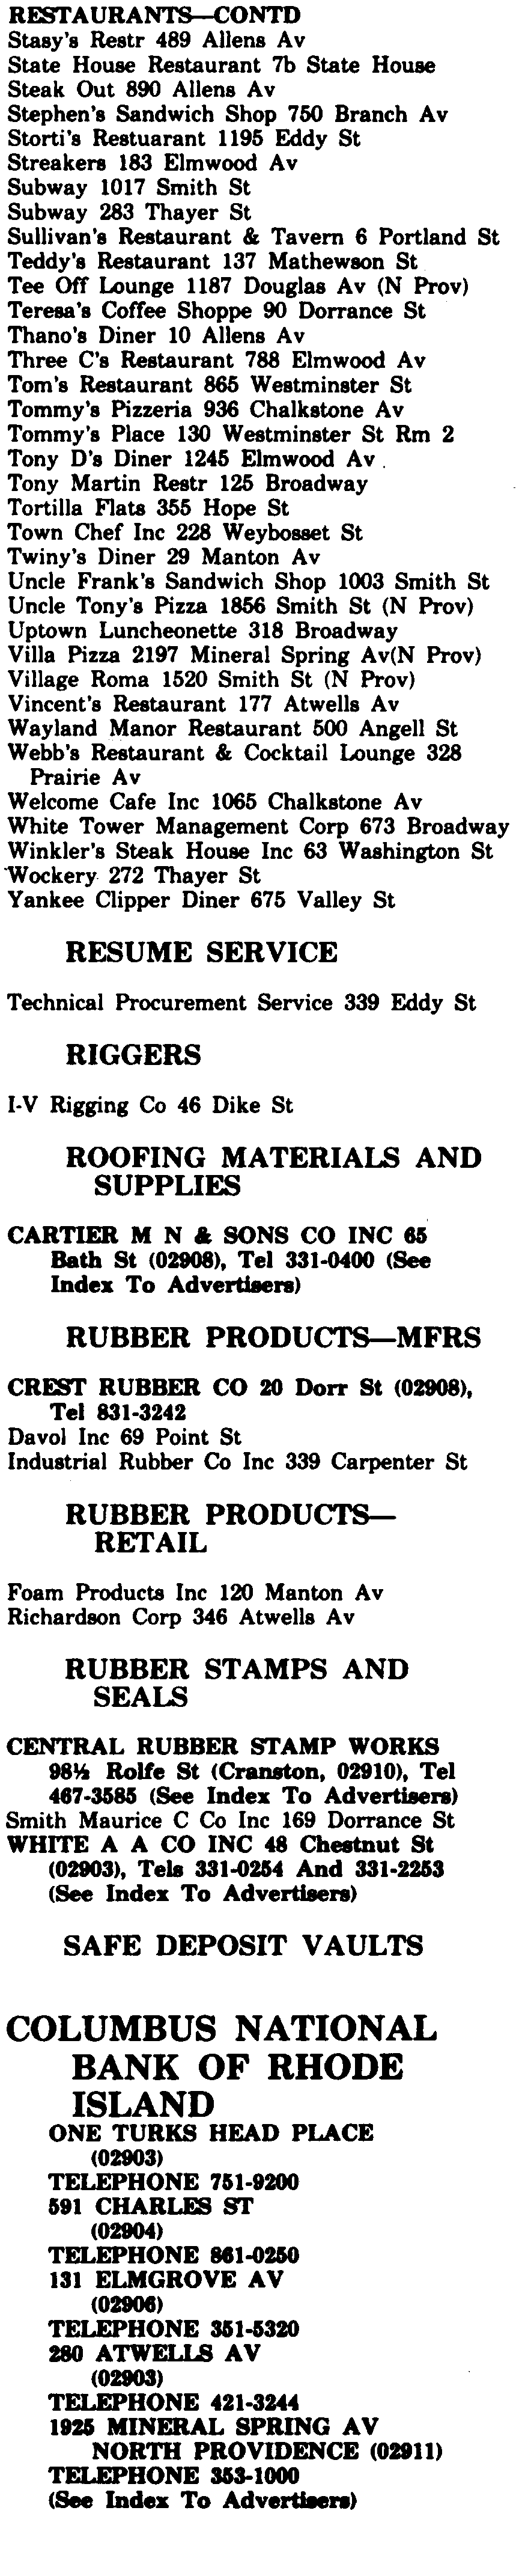 RESTAURANTS—CONTD
Stasy's Restr 489 Allens Av
State House Restaurant 7b State House
Steak Out 890 Allens Av
Stephen's Sandwich Shop 750 Branch Av
Storti's Restuarant 1195 Eddy St
Streakers 183 Elmwood Av
Subway 1017 Smith St
Subway 283 Thayer St
Sullivan's Restaurant & Tavern 6 Portland St
Teddy's Restaurant 137 Mathewson St
Tee Off Lounge 1187 Douglas Av (N Prov)
Teresa's Coffee Shoppe 90 Dorrance St
Thano's Diner 10 Allens Av
Three C's Restaurant 788 Elmwood Av
Tom's Restaurant 865 Westminster St
Tommy's Pizzeria 936 Chalkstone Av
Tommy's Place 130 Westminster St Rm 2
Tony D's Diner 1245 Elmwood Av
Tony Martin Restr 125 Broadway
Tortilla Flats 355 Hope St
Town Chef Inc 228 Weybosset St
Twiny's Diner 29 Manton Av
Uncle Frank's Sandwich Shop 1003 Smith St
Uncle Tony's Pizza 1856 Smith St (N Prov)
Uptown Luncheonette 318 Broadway
Villa Pizza 2197 Mineral Spring Av(N Prov)
Village Roma 1520 Smith St (N Prov)
Vincent's Restaurant 177 Atwells Av
Wayland Manor Restaurant 500 Angell St
Webb's Restaurant & Cocktail Lounge 328
Prairie Av
Welcome Cafe Inc 1065 Chalkstone Av
White Tower Management Corp 673 Broadway
Winkler's Steak House Inc 63 Washington St
Wockery 272 Thayer St
Yankee Clipper Diner 675 Valley St
RESUME SERVICE
Technical Procurement Service 339 Eddy St
RIGGERS
I-V Rigging Co 46 Dike St
ROOFING MATERIALS AND
SUPPLIES
CARTIER M N & SONS CO INC 65
Bath St (02908), Tel 331-0400 (See
Index To Advertisers)
RUBBER PRODUCTS—MFRS
CREST RUBBER CO 20 Dorr St (02908),
Tel 831-3242
Davol Inc 69 Point St
Industrial Rubber Co Inc 339 Carpenter St
RUBBER PRODUCTS—
RETAIL
Foam Products Inc 120 Manton Av
Richardson Corp 346 Atwells Av
RUBBER STAMPS AND
SEALS
CENTRAL RUBBER STAMP WORKS
98½ Rolfe St (Cranston, 02910), Tel
467-3585 (See Index To Advertisers)
Smith Maurice C Co Inc 169 Dorrance St
WHITE A A CO INC 48 Chestnut St
(02903), Tels 331-0254 And 331-2253
(See Index To Advertisers)
SAFE DEPOSIT VAULTS
COLUMBUS NATIONAL
BANK OF RHODE
ISLAND
ONE TURKS HEAD PLACE
(02903)
TELEPHONE 751-9200
591 CHARLES ST
(02904)
TELEPHONE 861-0250
131 ELMGROVE AV
(02906)
TELEPHONE 351-5320
280 ATWELLS AV
(02903)
TELEPHONE 421-3244
1925 MINERAL SPRING AV
NORTH PROVIDENCE (02911)
TELEPHONE 353-1000
(See Index To Advertisers)